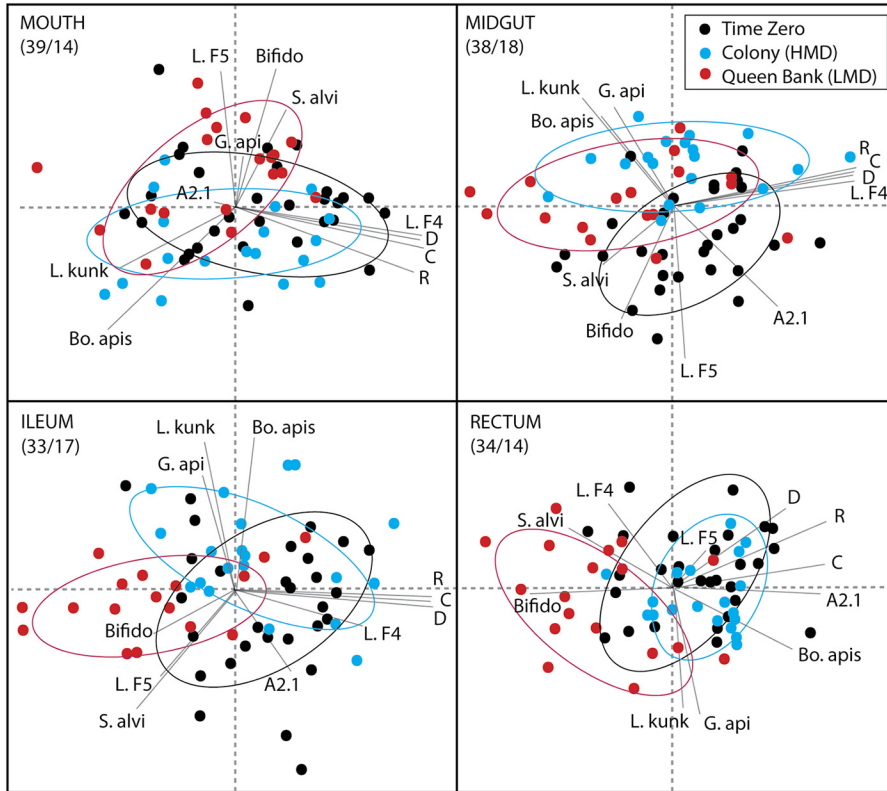 MOUTH
(39/14)
L. F5
Bifido
S. alvi
G. api
A2.1
L. F4
D
C
R
L. kunk
Bo. apis
MIDGUT
(38/18)
Time Zero
Colony (HMD)
Queen Bank (LMD)
L. kunk
G. api
Bo. apis
R
C
D
L. F4
S. alvi
Bifido
A2.1
L. F5
ILEUM
(33/17)
L. kunk
Bo. apis
G. api
R
C
D
L. F4
Bifido
L. F5
A2.1
S. alvi
RECTUM
(34/14)
L. F4
D
S. alvi
R
L. F5
C
Bifido
A2.1
Bo. apis
L. kunk
G. api